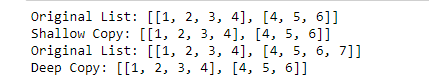 Original List: [[1, 2, 3, 4], [4, 5, 6]]
Shallow Copy: [[1, 2, 3, 4], [4, 5, 6]]
Original List: [[1, 2, 3, 4], [4, 5, 6, 7]]
Deep Copy: [[1, 2, 3, 4], [4, 5, 6]]